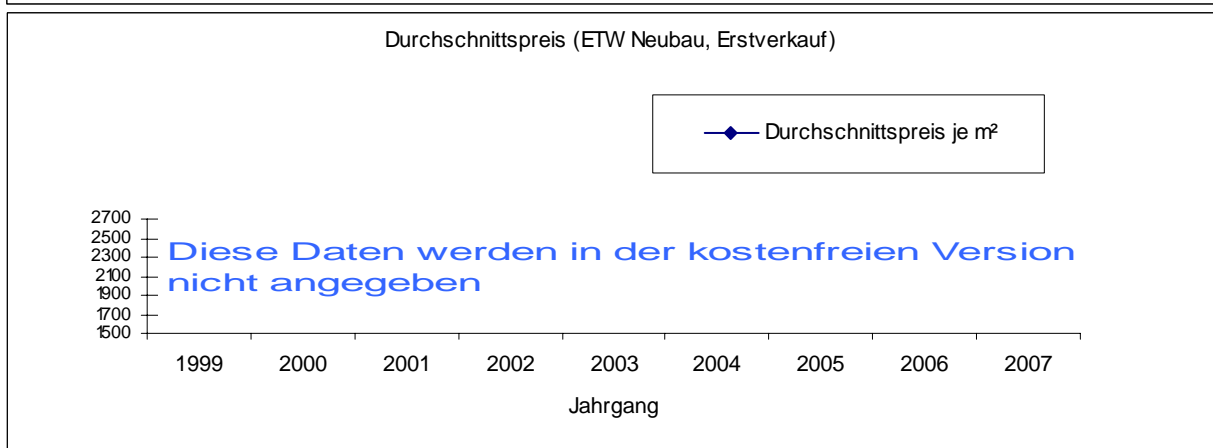 Durchschnittspreis (ETW Neubau, Erstverkauf)
Durchschnittspreis je m²
2700
2500
2300
2100
1900
1700
1500
Diese Daten werden in der kostenfreien Version
nicht angegeben
1999 2000 2001 2002 2003 2004 2005 2006 2007
Jahrgang